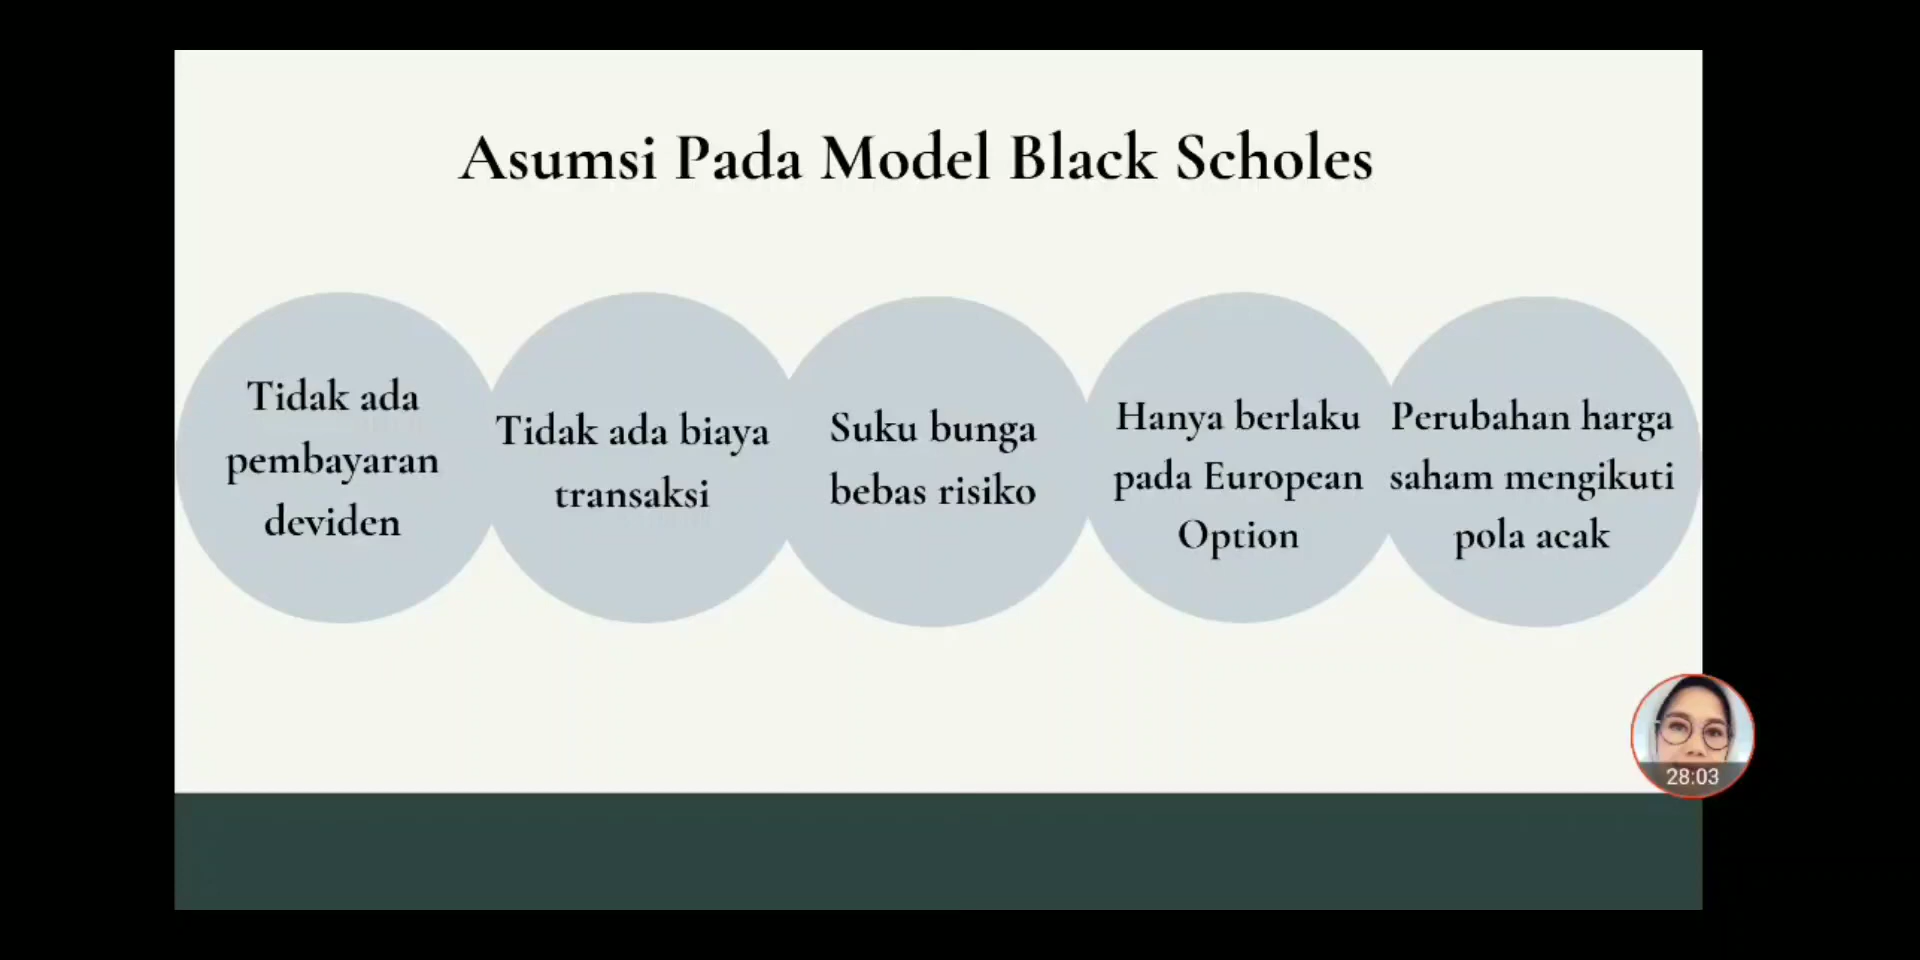 Asumsi Pada Model Black Scholes
Tidak ada
pembayaran
deviden
Tidak ada biaya
transaksi
Suku bunga
bebas risiko
Hanya berlaku
pada European
Option
Perubahan harga
saham mengikuti
pola acak
28:03